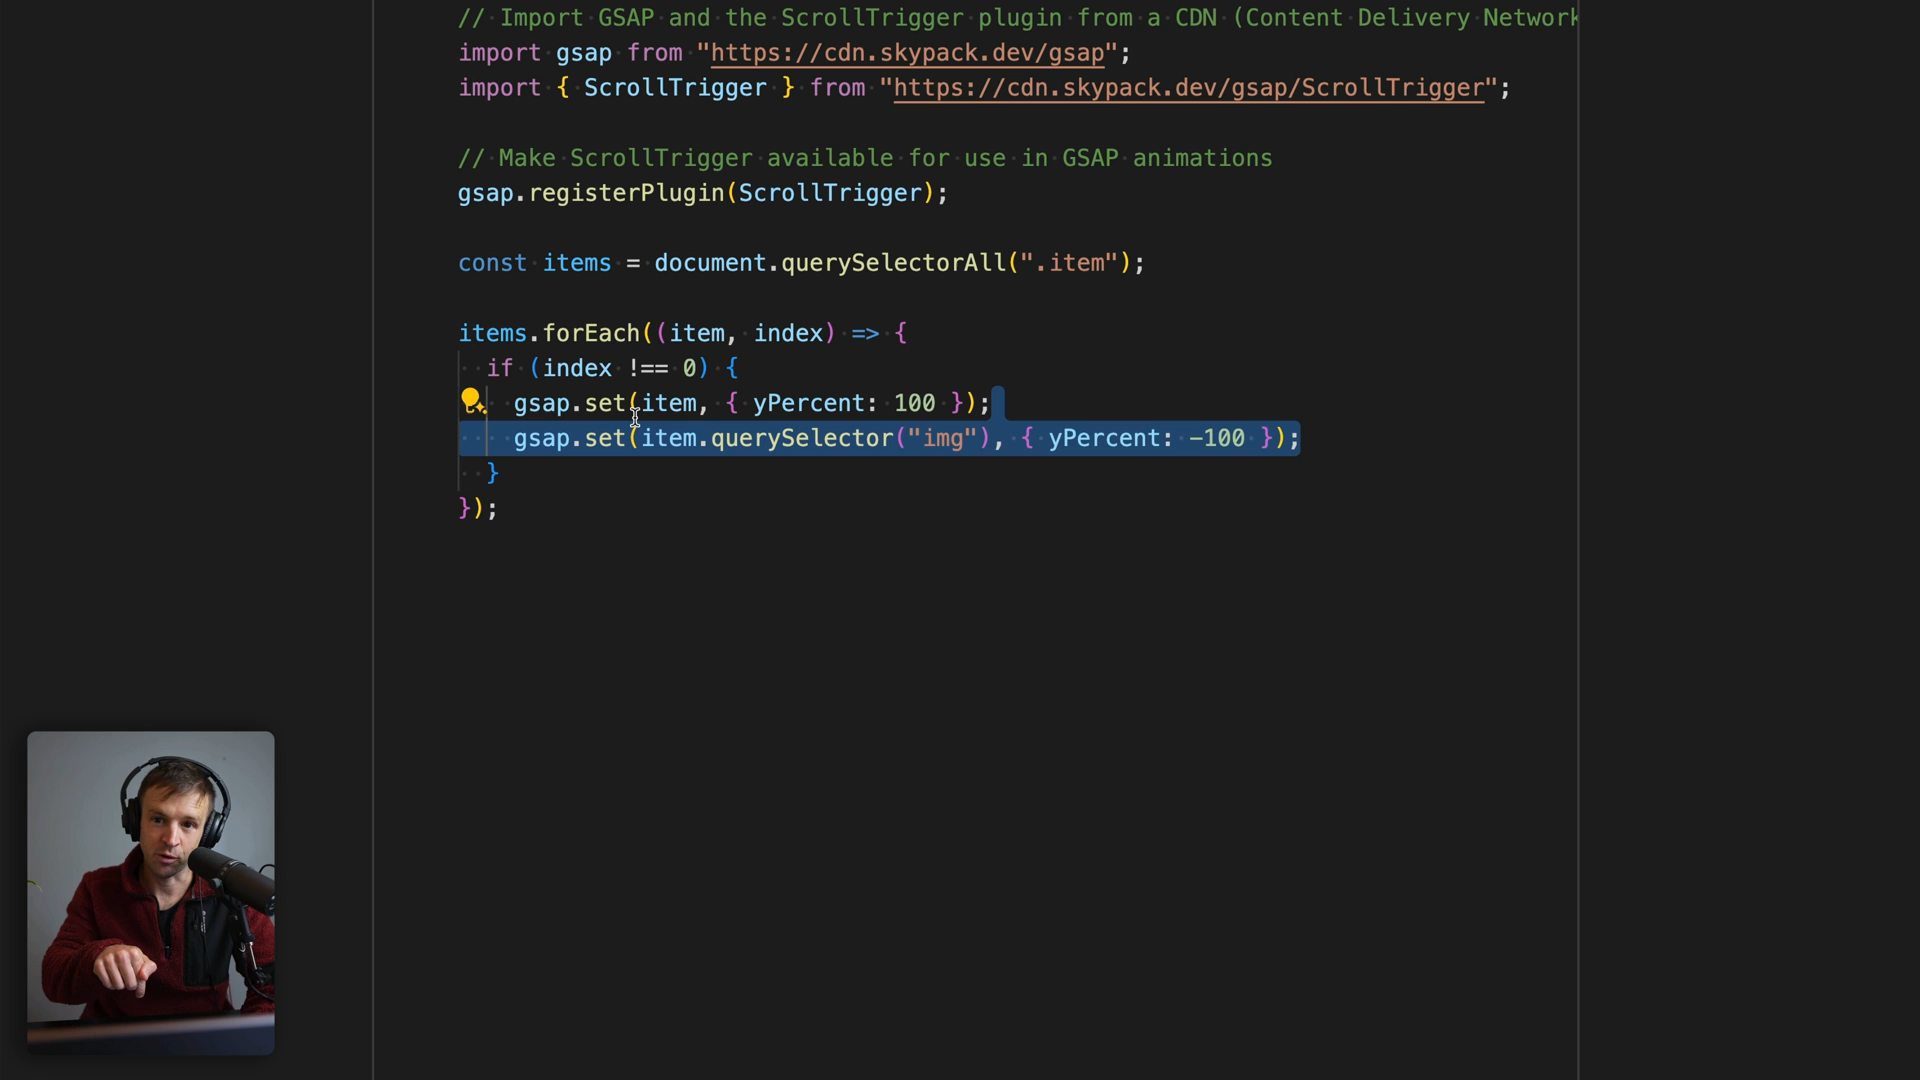 // Import GSAP and the ScrollTrigger plugin from a CDN (Content Delivery Network
import gsap from "https://cdn.skypack.dev/gsap";
import { ScrollTrigger } from "https://cdn.skypack.dev/gsap/ScrollTrigger";
// Make ScrollTrigger available for use in GSAP animations
gsap.registerPlugin(ScrollTrigger);
const items = document.querySelectorAll(".item");
items.forEach((item, index) => {
if (index !== 0) {
gsap.set(item, { yPercent: 100 });
gsap.set(item.querySelector("img"), { yPercent: -100 });
}
});